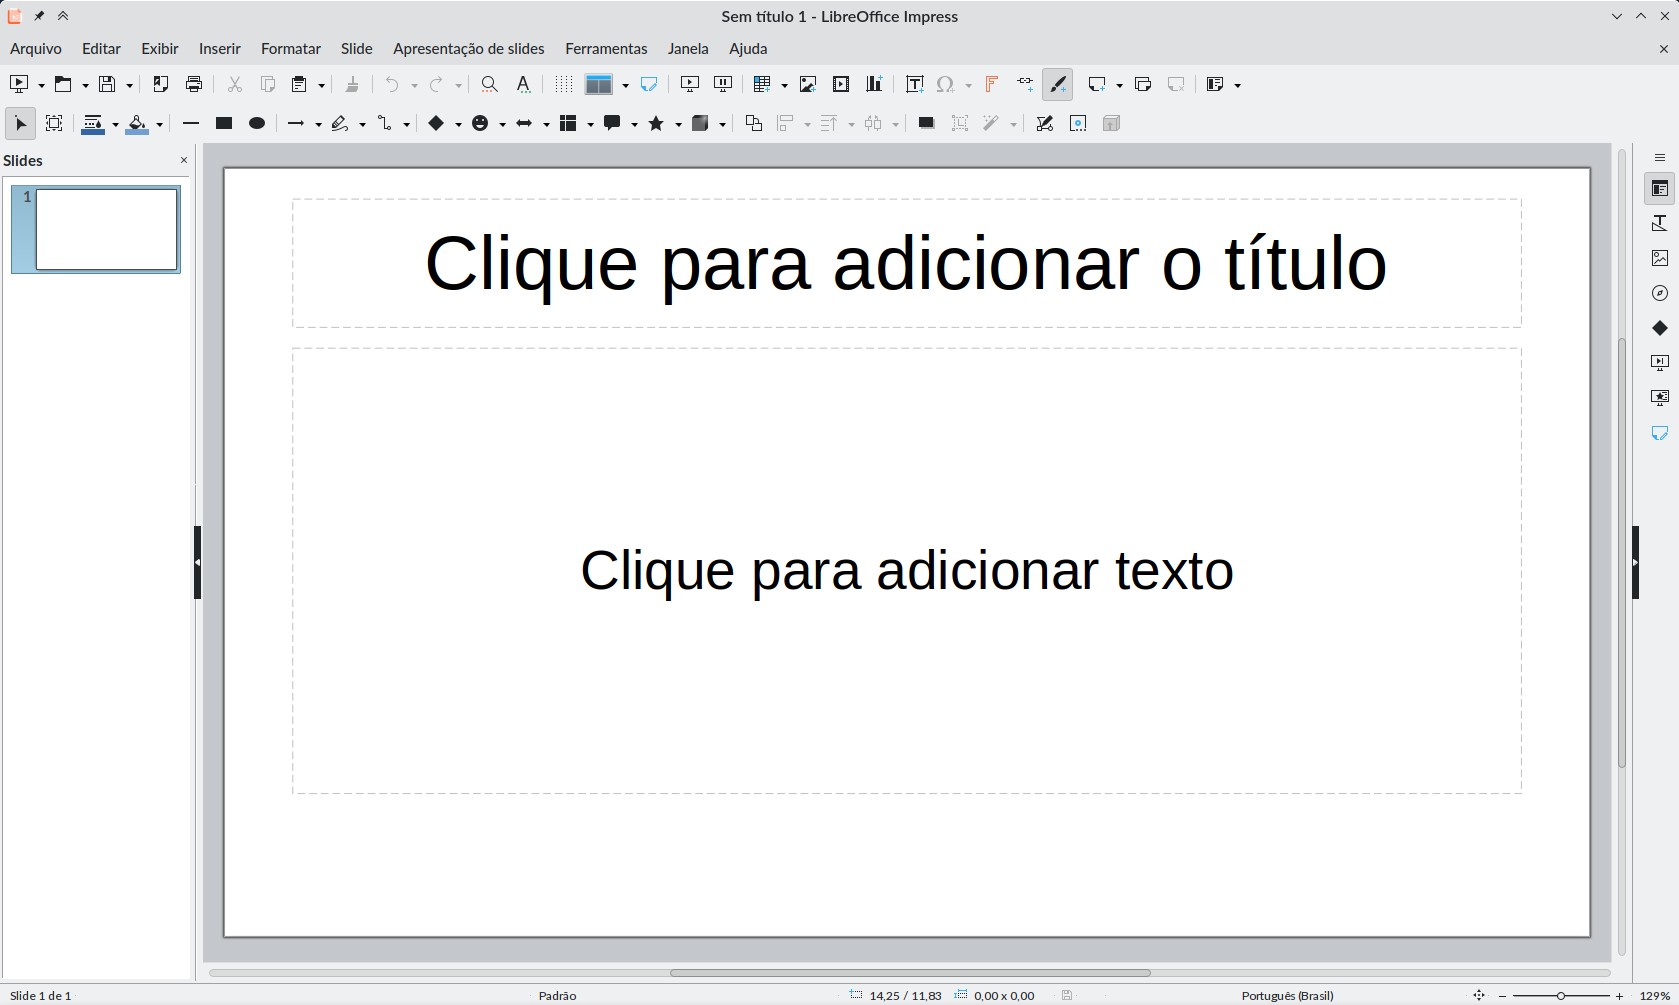 Sem título 1 - LibreOffice Impress
Arquivo Editar Exibir Inserir Formatar Slide Apresentação de slides Ferramentas Janela Ajuda
Slides
1
Clique para adicionar o título
Clique para adicionar texto
Slide 1 de 1 Padrão 14,25 / 11,83 0,00 x 0,00 Português (Brasil) 129%